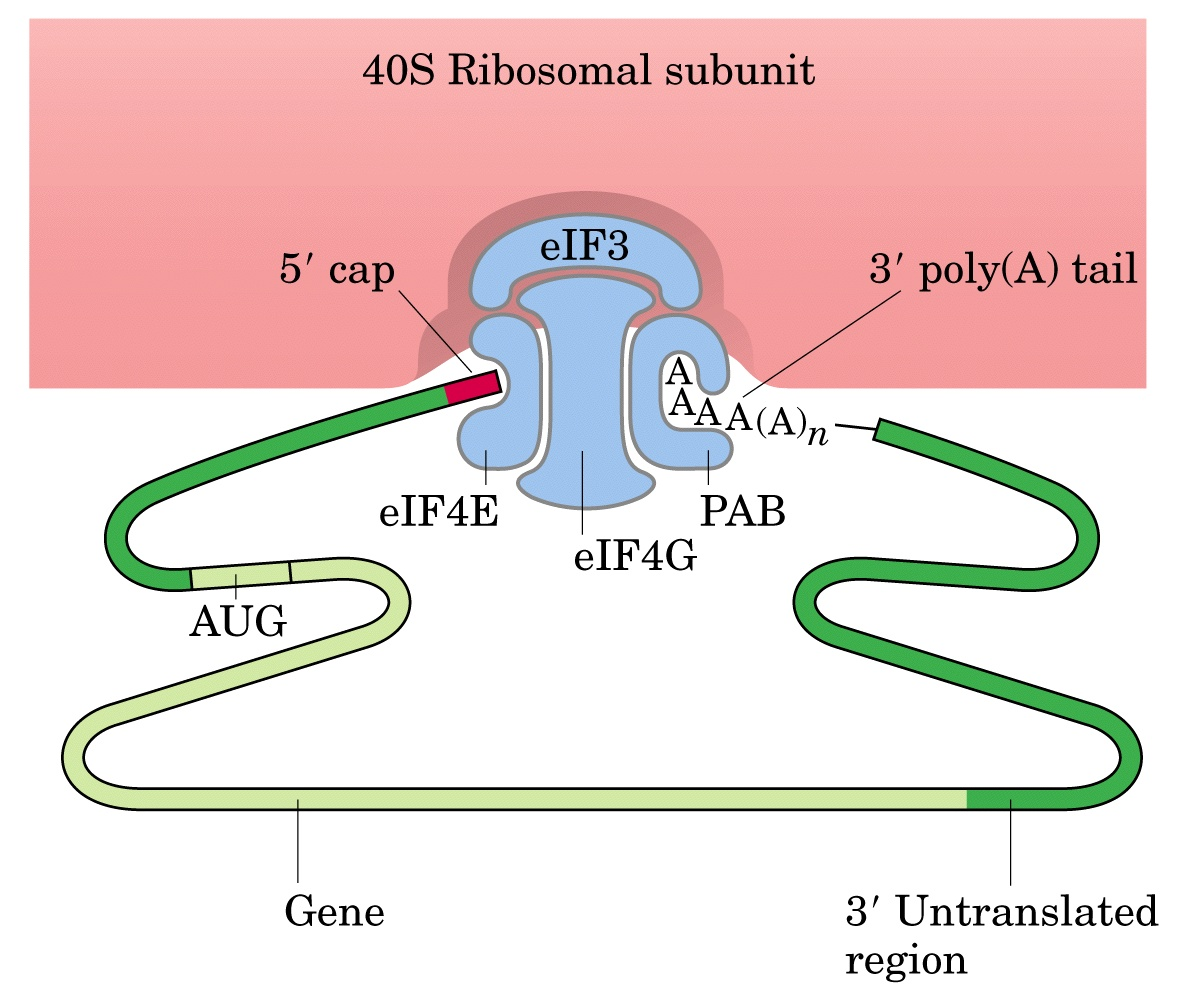 40S Ribosomal subunit
eIF3
5′ cap
3′ poly(A) tail
A
AAA(A)n
eIF4E
PAB
eIF4G
AUG
Gene
3′ Untranslated
region